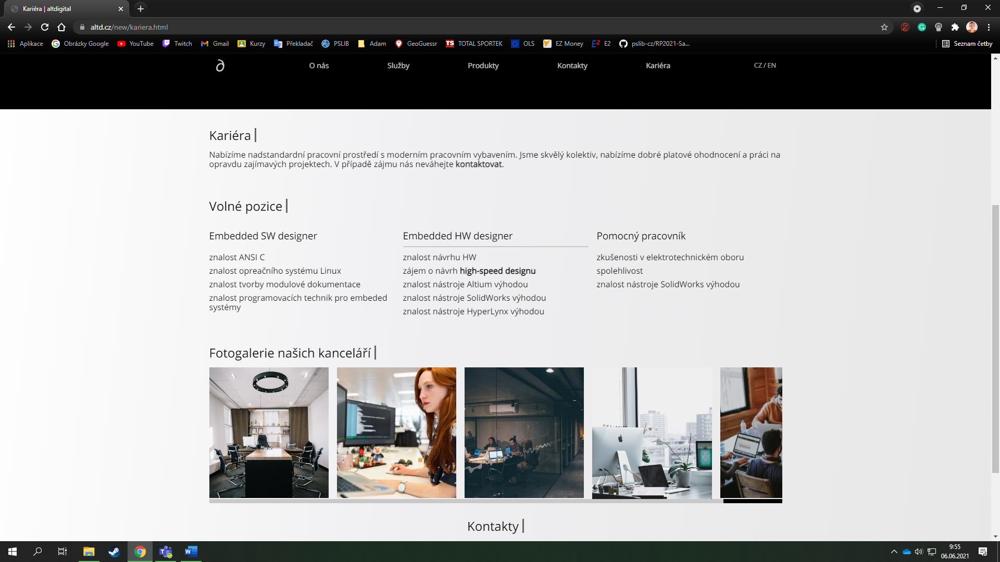 Kariéra | altdigital
altd.cz/new/kariera.html
Aplikace Obrázky Google YouTube Twitch Gmail Kurzy Překladač PSLIB Adam GeoGuessr TS TOTAL SPORTEK OLS EZ Money E2 E2 pslib-cz/RP2021-Sa... Seznam četby
O nás Služby Produkty Kontakty Kariéra CZ / EN
Kariéra
Nabízíme nadstandardní pracovní prostředí s moderním pracovním vybavením. Jsme skvělý kolektiv, nabízíme dobré platové ohodnocení a práci na
opravdu zajímavých projektech. V případě zájmu nás neváhejte kontaktovat.
Volné pozice
Embedded SW designer
znalost ANSI C
znalost opreačního systému Linux
znalost tvorby modulové dokumentace
znalost programovacích technik pro embeded
systémy
Embedded HW designer
znalost návrhu HW
zájem o návrh high-speed designu
znalost nástroje Altium výhodou
znalost nástroje SolidWorks výhodou
znalost nástroje HyperLynx výhodou
Pomocný pracovník
zkušenosti v elektrotechnickém oboru
spolehlivost
znalost nástroje SolidWorks výhodou
Fotogalerie našich kanceláří
Kontakty
9:55
06.06.2021